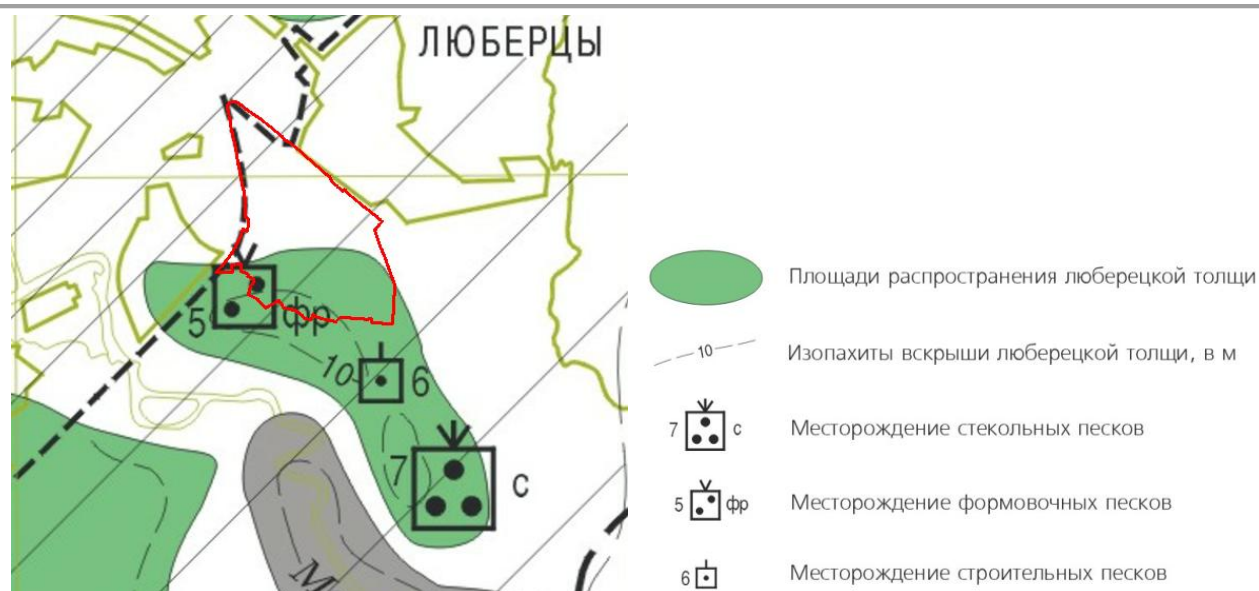 ЛЮБЕРЦЫ
5 фр
10 6
7 с
М
Площади распространения люберецкой толщи
10 Изопахиты вскрыши люберецкой толщи, в м
7 с Месторождение стекольных песков
5 фр Месторождение формовочных песков
6 Месторождение строительных песков